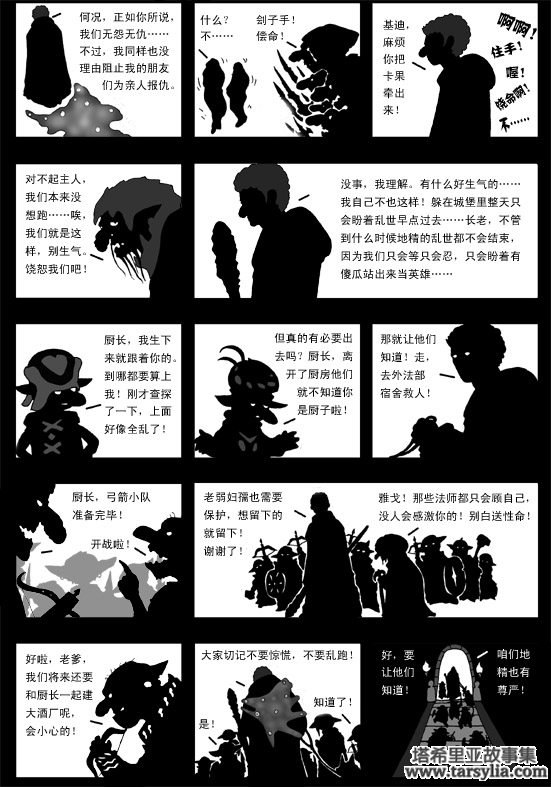 何况，正如你所说，
我们无怨无仇……
不过，我同样也没
理由阻止我的朋友
们为亲人报仇。
什么？
不……
刽子手！
偿命！
基迪，
麻烦
你把
卡果
牵出
来！
啊啊！
住手！
喔！
饶命啊！
不……
对不起主人，
我们本来没
想跑……唉，
我们就是这
样，别生气。
饶恕我们吧！
没事，我理解。有什么好生气的……
我自己不也这样！躲在城堡里整天只
会盼着乱世早点过去……长老，不管
到什么时候地精的乱世都不会结束，
因为我们只会等只会忍，只会盼着有
傻瓜站出来当英雄……
厨长，我生下
来就跟着你的。
到哪都要算上
我！刚才查探
了一下，上面
好像全乱了！
但真的有必要出
去吗？厨长，离
开了厨房他们
就不知道你
是厨子啦！
那就让他们
知道！走，
去外法部
宿舍救人！
厨长，弓箭小队
准备完毕！
开战啦！
老弱妇孺也需要
保护，想留下的
就留下！
谢谢了！
雅戈！那些法师都只会顾自己，
没人会感激你的！别白送性命！
好啦，老爹，
我们将来还要
和厨长一起建
大酒厂呢，
会小心的！
大家切记不要惊慌，不要乱跑！
是！
知道了！
好，要
让他们
知道！
咱们地
精也有
尊严！
塔希里亚故事集
www.tarsylia.com